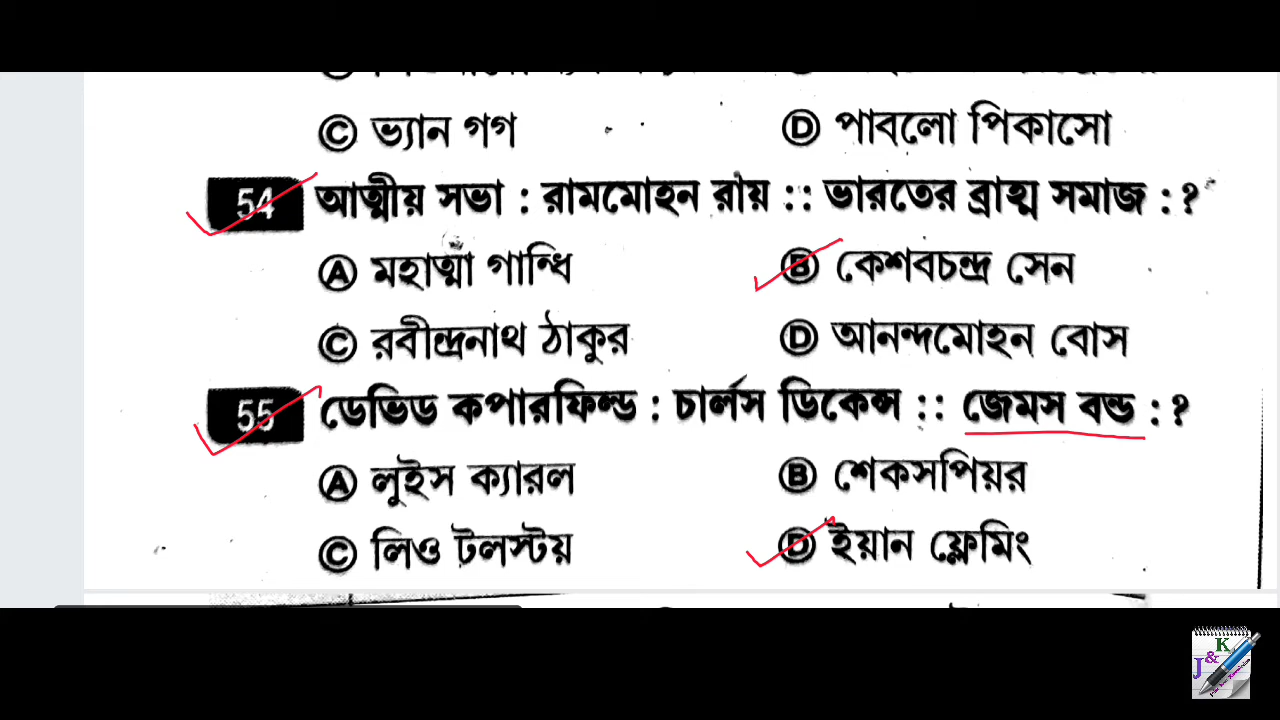 Ⓒ ভ্যান গগ Ⓓ পাবলো পিকাসো
54 আত্মীয় সভা : রামমোহন রায় :: ভারতের ব্রাহ্ম সমাজ : ?
Ⓐ মহাত্মা গান্ধি Ⓑ কেশবচন্দ্র সেন
Ⓒ রবীন্দ্রনাথ ঠাকুর Ⓓ আনন্দমোহন বোস
55 ডেভিড কপারফিল্ড : চার্লস ডিকেন্স :: জেমস বন্ড : ?
Ⓐ লুইস ক্যারল Ⓑ শেকসপিয়র
Ⓒ লিও টলস্টয় Ⓓ ইয়ান ফ্লেমিং
J&K